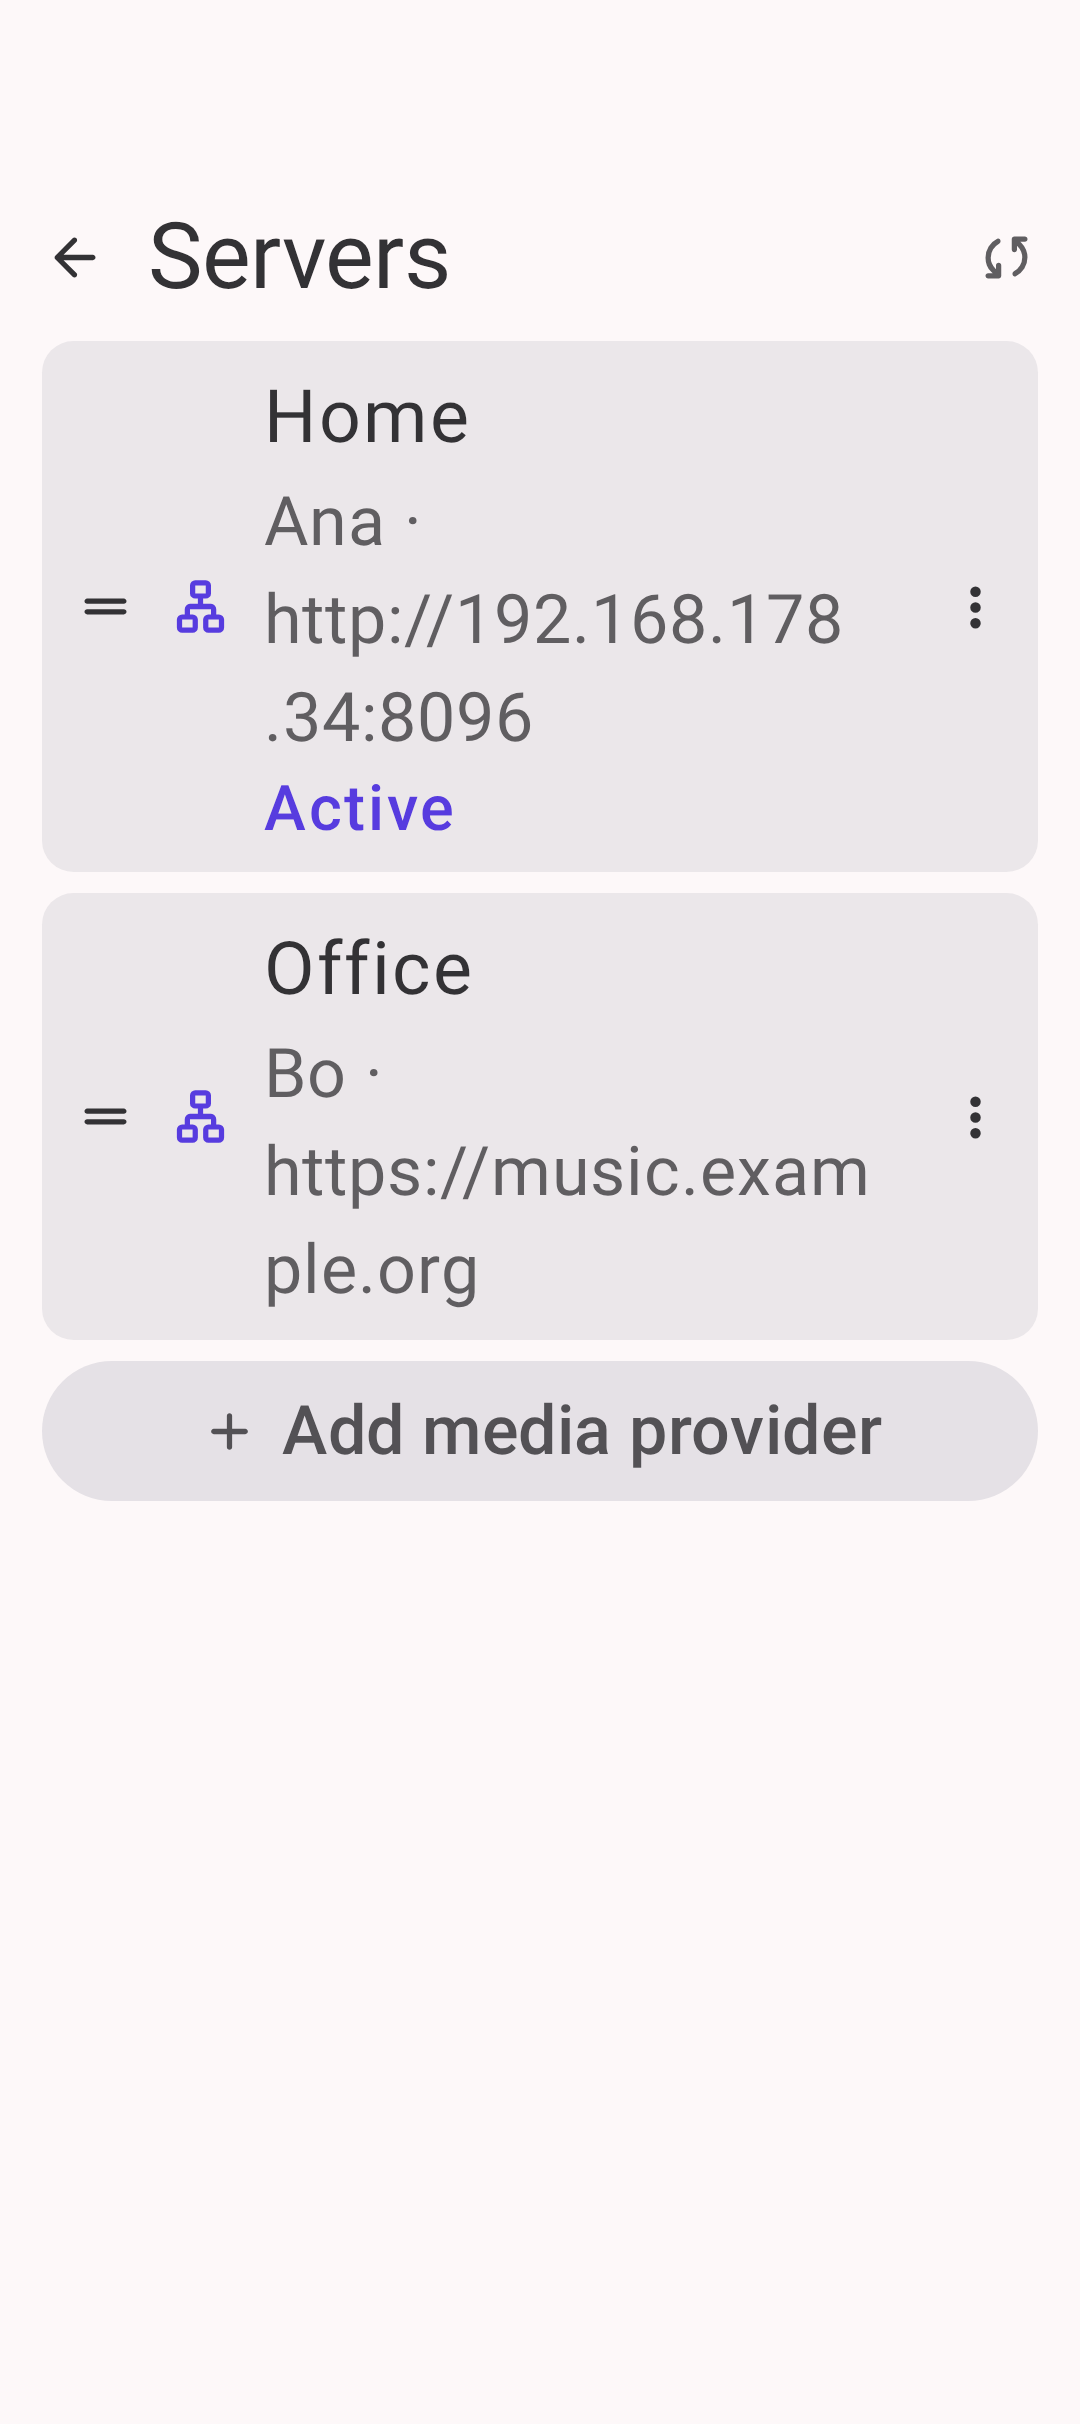 Servers
Home
Ana ·
http://192.168.178
.34:8096
Active
Office
Bo ·
https://music.exam
ple.org
Add media provider